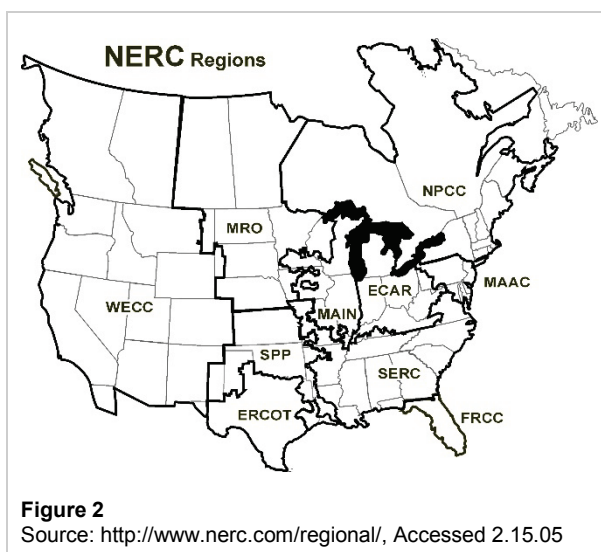 NERC Regions
NPCC
MRO
MAAC
ECAR
WECC
MAIN
SPP
SERC
ERCOT
FRCC
Figure 2
Source: http://www.nerc.com/regional/, Accessed 2.15.05